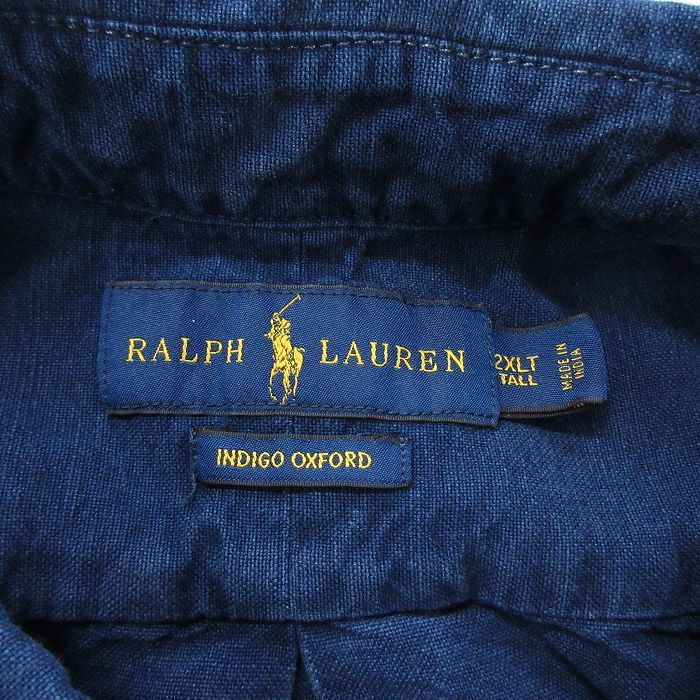 RALPH LAUREN
2XLT
TALL
MADE IN
INDIA
INDIGO OXFORD